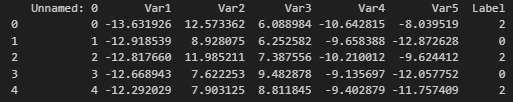 Unnamed: 0 Var1 Var2 Var3 Var4 Var5 Label
0 0 -13.631926 12.573362 6.088984 -10.642815 -8.039519 2
1 1 -12.918539 8.928075 6.252582 -9.658388 -12.872628 0
2 2 -12.817660 11.985211 7.387556 -10.210012 -9.624412 2
3 3 -12.668943 7.622253 9.482878 -9.135697 -12.057752 0
4 4 -12.292029 7.903125 8.811845 -9.402879 -11.757409 2